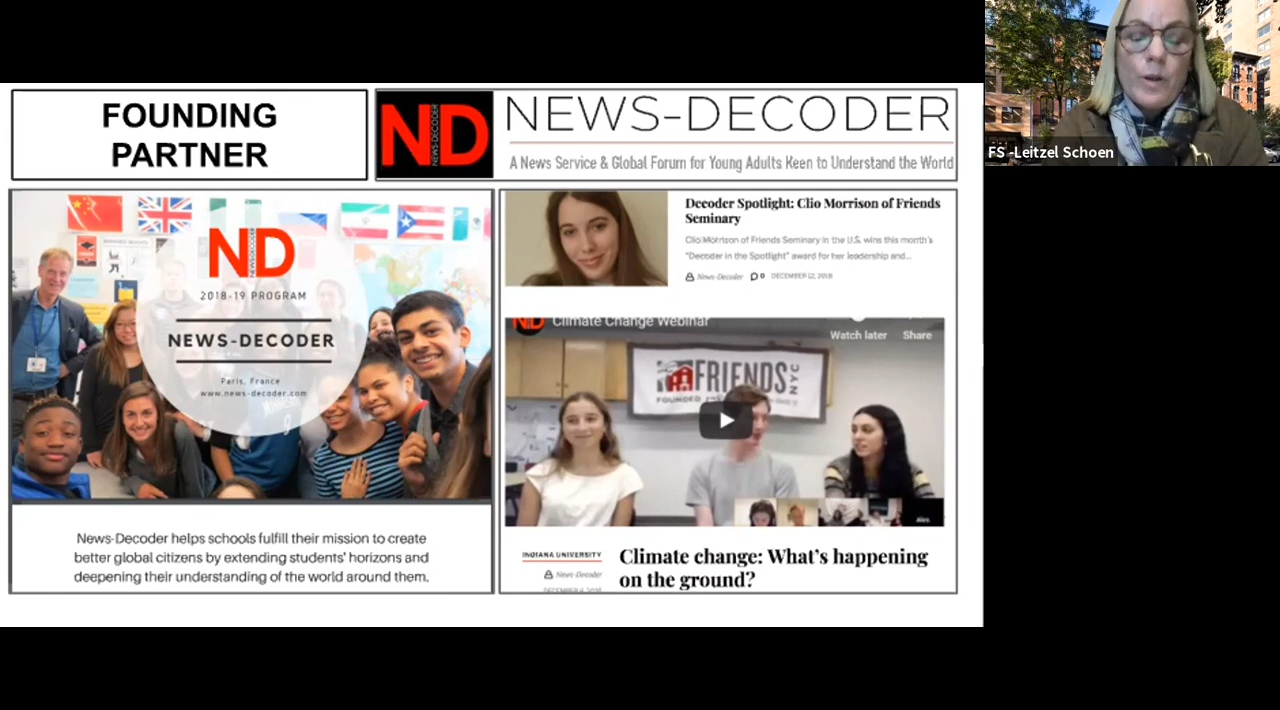 FOUNDING
PARTNER
ND
NEWS-DECODER
NEWS-DECODER
A News Service & Global Forum for Young Adults Keen to Understand the World
FS -Leitzel Schoen
ND
NEWS-DECODER
2018-19 PROGRAM
NEWS-DECODER
Paris, France
www.news-decoder.com
News-Decoder helps schools fulfill their mission to create
better global citizens by extending students' horizons and
deepening their understanding of the world around them.
Decoder Spotlight: Clio Morrison of Friends
Seminary
Clio Morrison of Friends Seminary in the U.S. wins this month's
"Decoder in the Spotlight" award for her leadership and...
News-Decoder 0 DECEMBER 12, 2018
ND Climate Change Webinar
Watch later Share
FRIENDS NYC
FOUNDED
INDIANA UNIVERSITY
News-Decoder
Climate change: What's happening
on the ground?